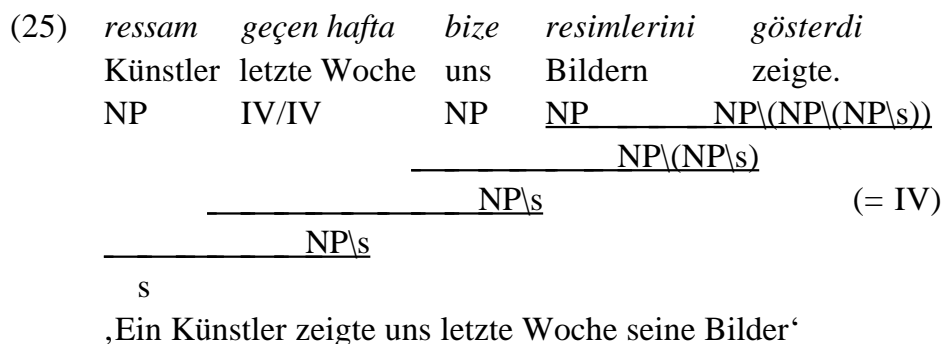 (25) ressam geçen hafta bize resimlerini gösterdi
Künstler letzte Woche uns Bildern zeigte.
NP IV/IV NP NP NP\(NP\(NP\s))
NP\(NP\s)
NP\s (= IV)
NP\s
s
‚Ein Künstler zeigte uns letzte Woche seine Bilder‘